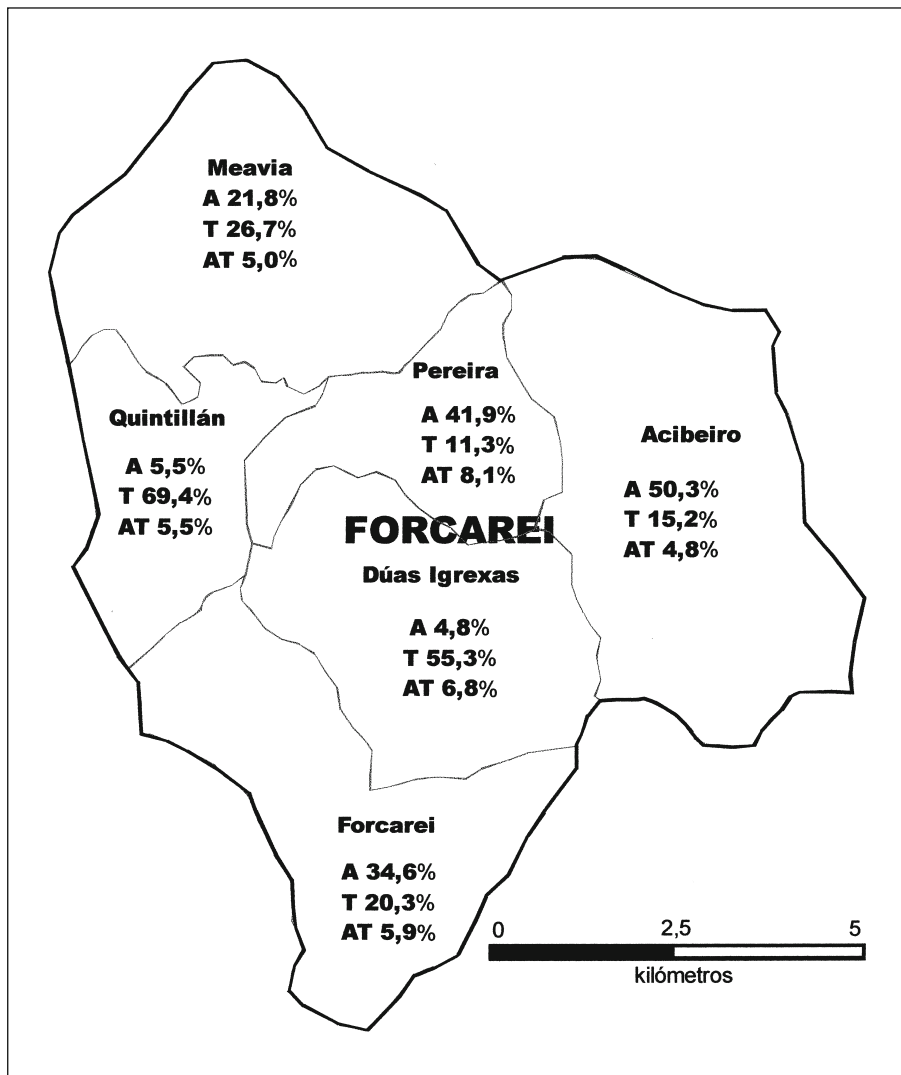 Meavia
A 21,8%
T 26,7%
AT 5,0%
Pereira
A 41,9%
T 11,3%
AT 8,1%
Quintillán
A 5,5%
T 69,4%
AT 5,5%
Acibeiro
A 50,3%
T 15,2%
AT 4,8%
FORCAREI
Dúas Igrexas
A 4,8%
T 55,3%
AT 6,8%
Forcarei
A 34,6%
T 20,3%
AT 5,9%
0 2,5 5
kilómetros